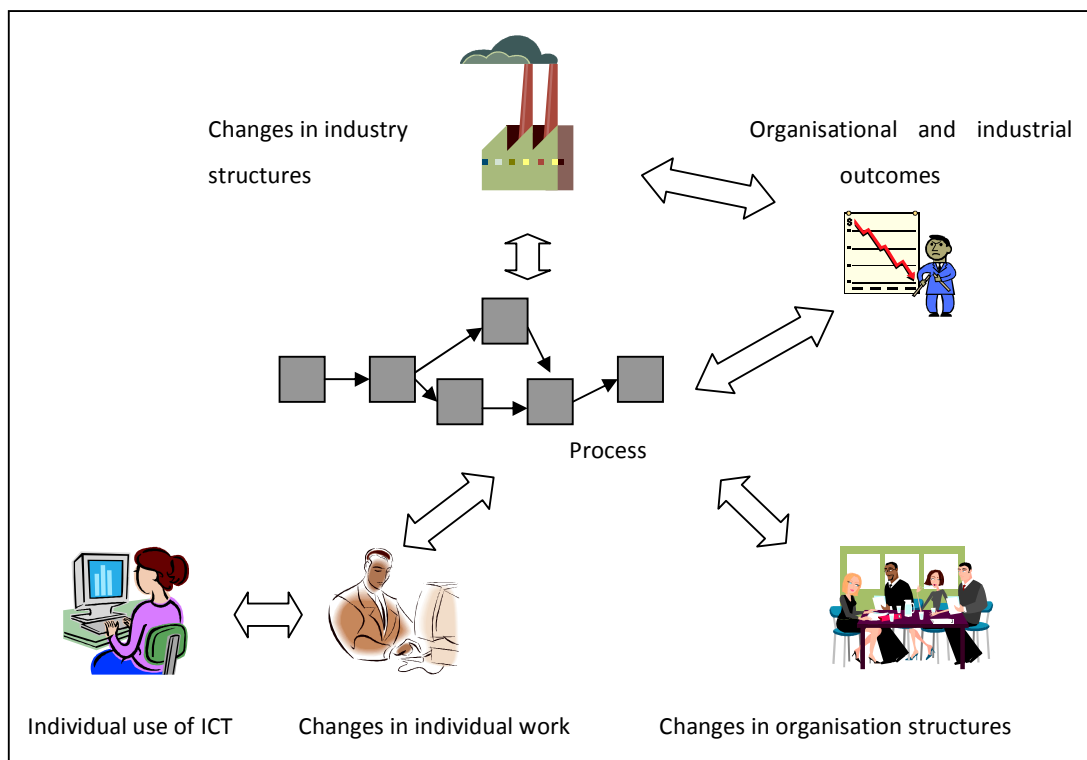 Changes in industry
structures
Organisational and industrial
outcomes
$
Process
Individual use of ICT
Changes in individual work
Changes in organisation structures